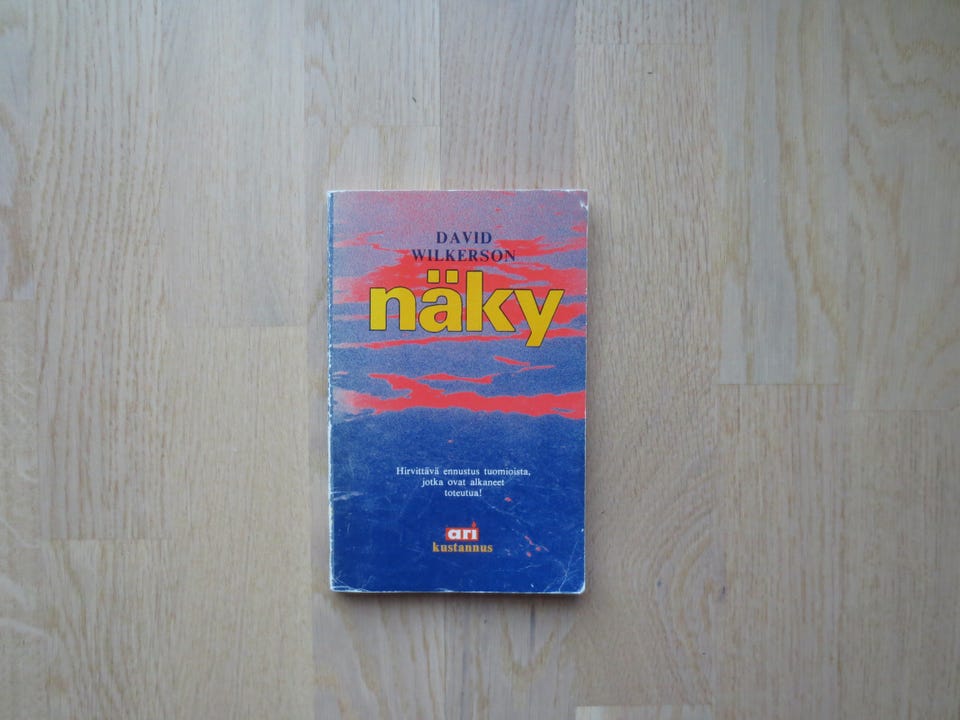 DAVID
WILKERSON
näky
Hirvittävä ennustus tuomioista,
jotka ovat alkaneet
toteutua!
ari
kustannus